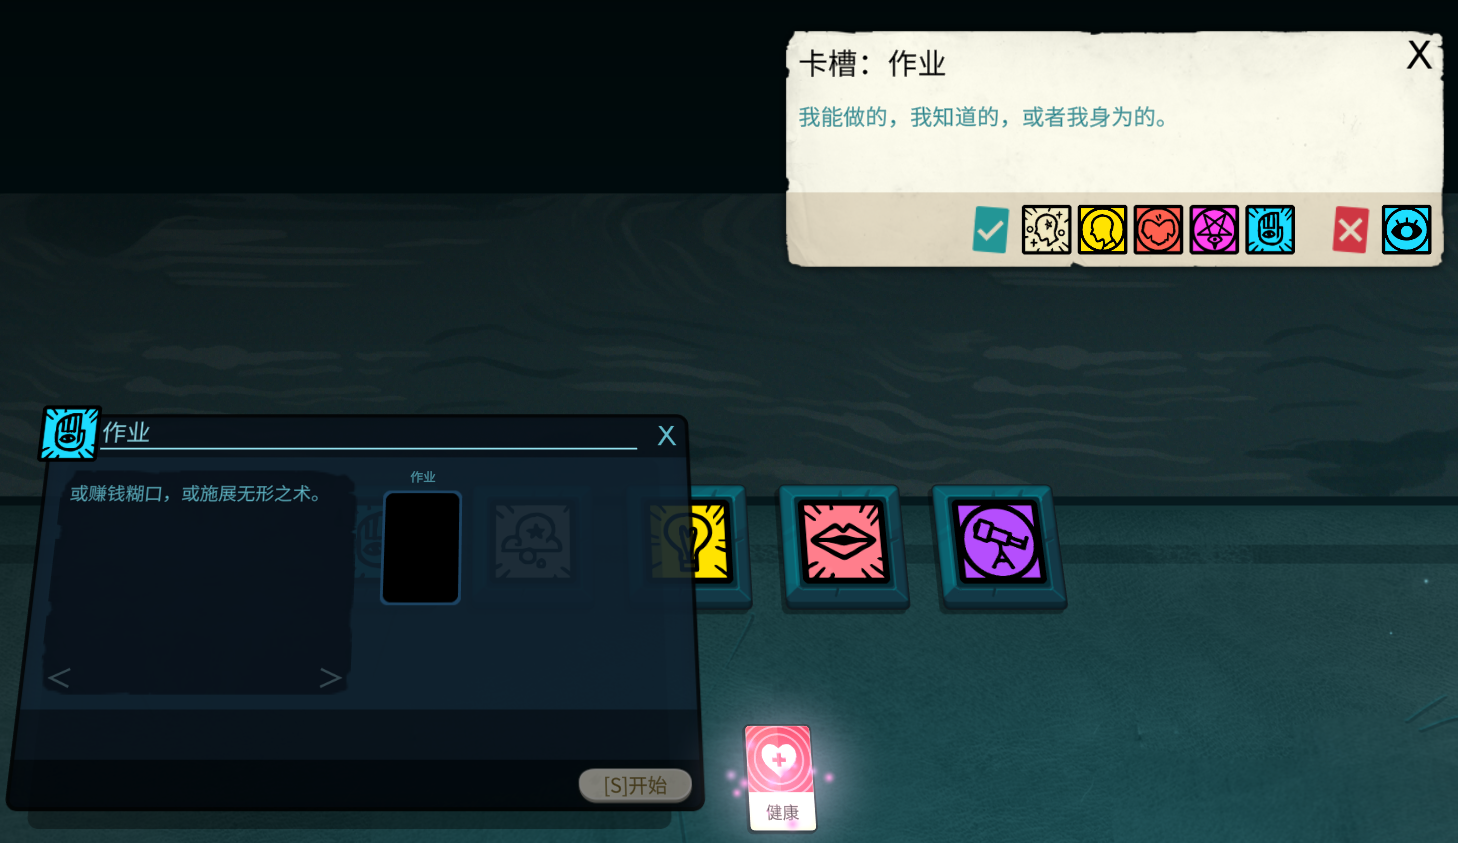 卡槽：作业
X
我能做的，我知道的，或者我身为的。
作业
X
作业
或赚钱糊口，或施展无形之术。
<
>
[S]开始
健康